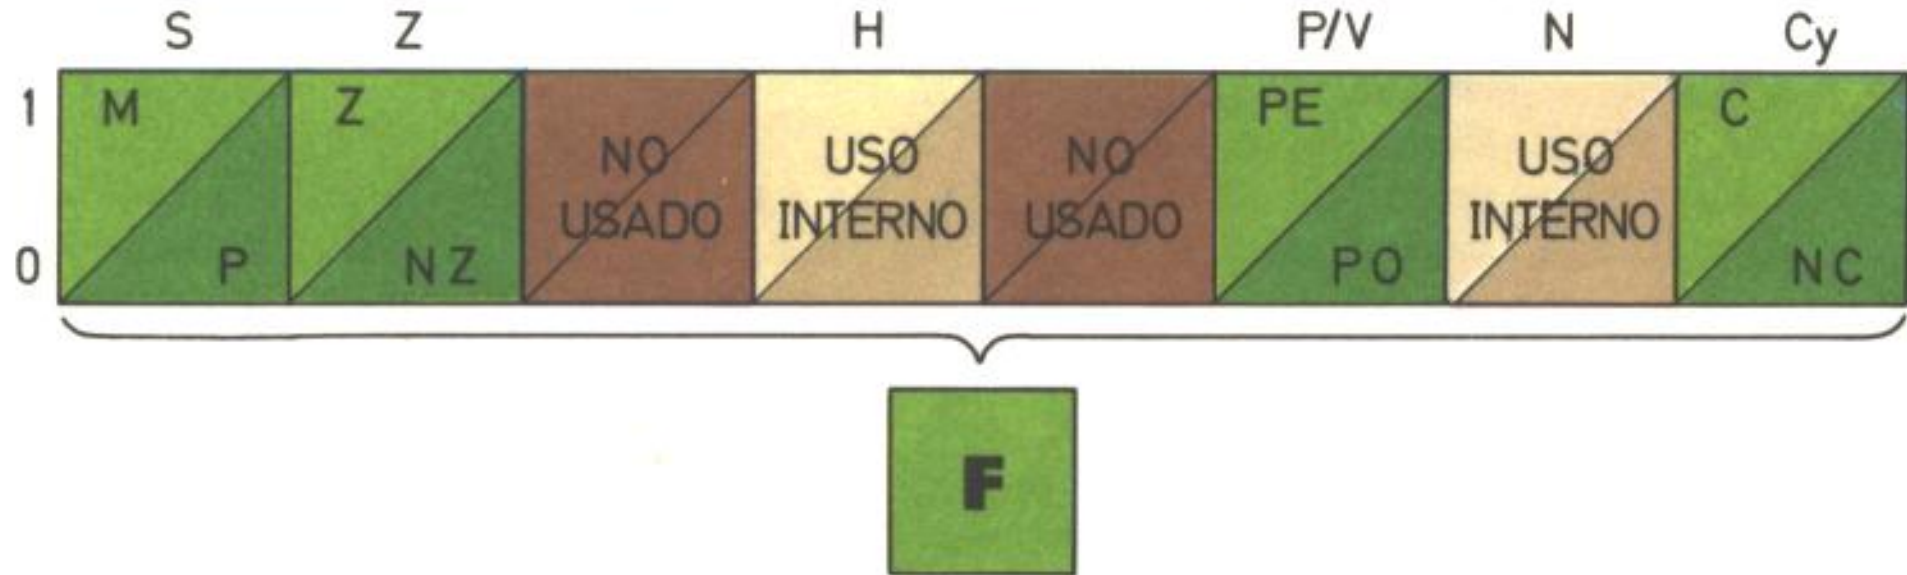 S Z H P/V N Cy
1 M Z PE C
NO USO NO USO
USADO INTERNO USADO INTERNO
0 P NZ PO NC
F